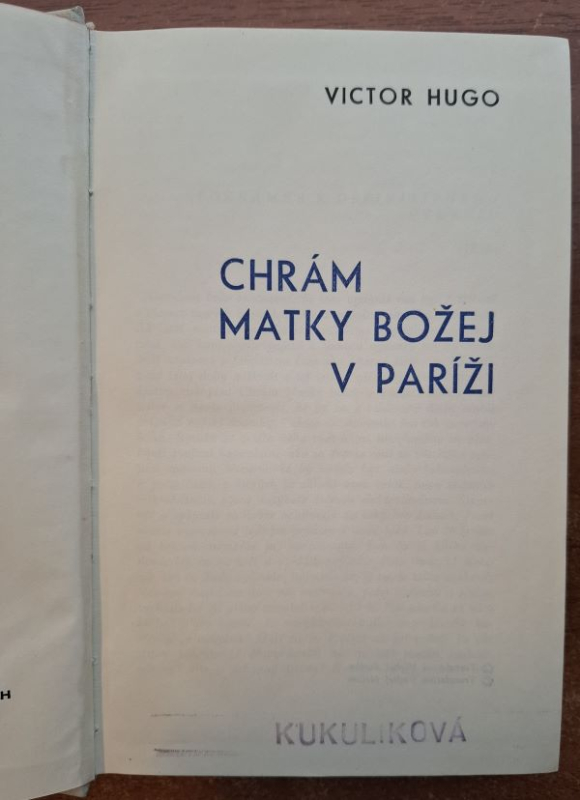 VICTOR HUGO
CHRÁM
MATKY BOŽEJ
V PARÍŽI
H
KUKULIKOVÁ